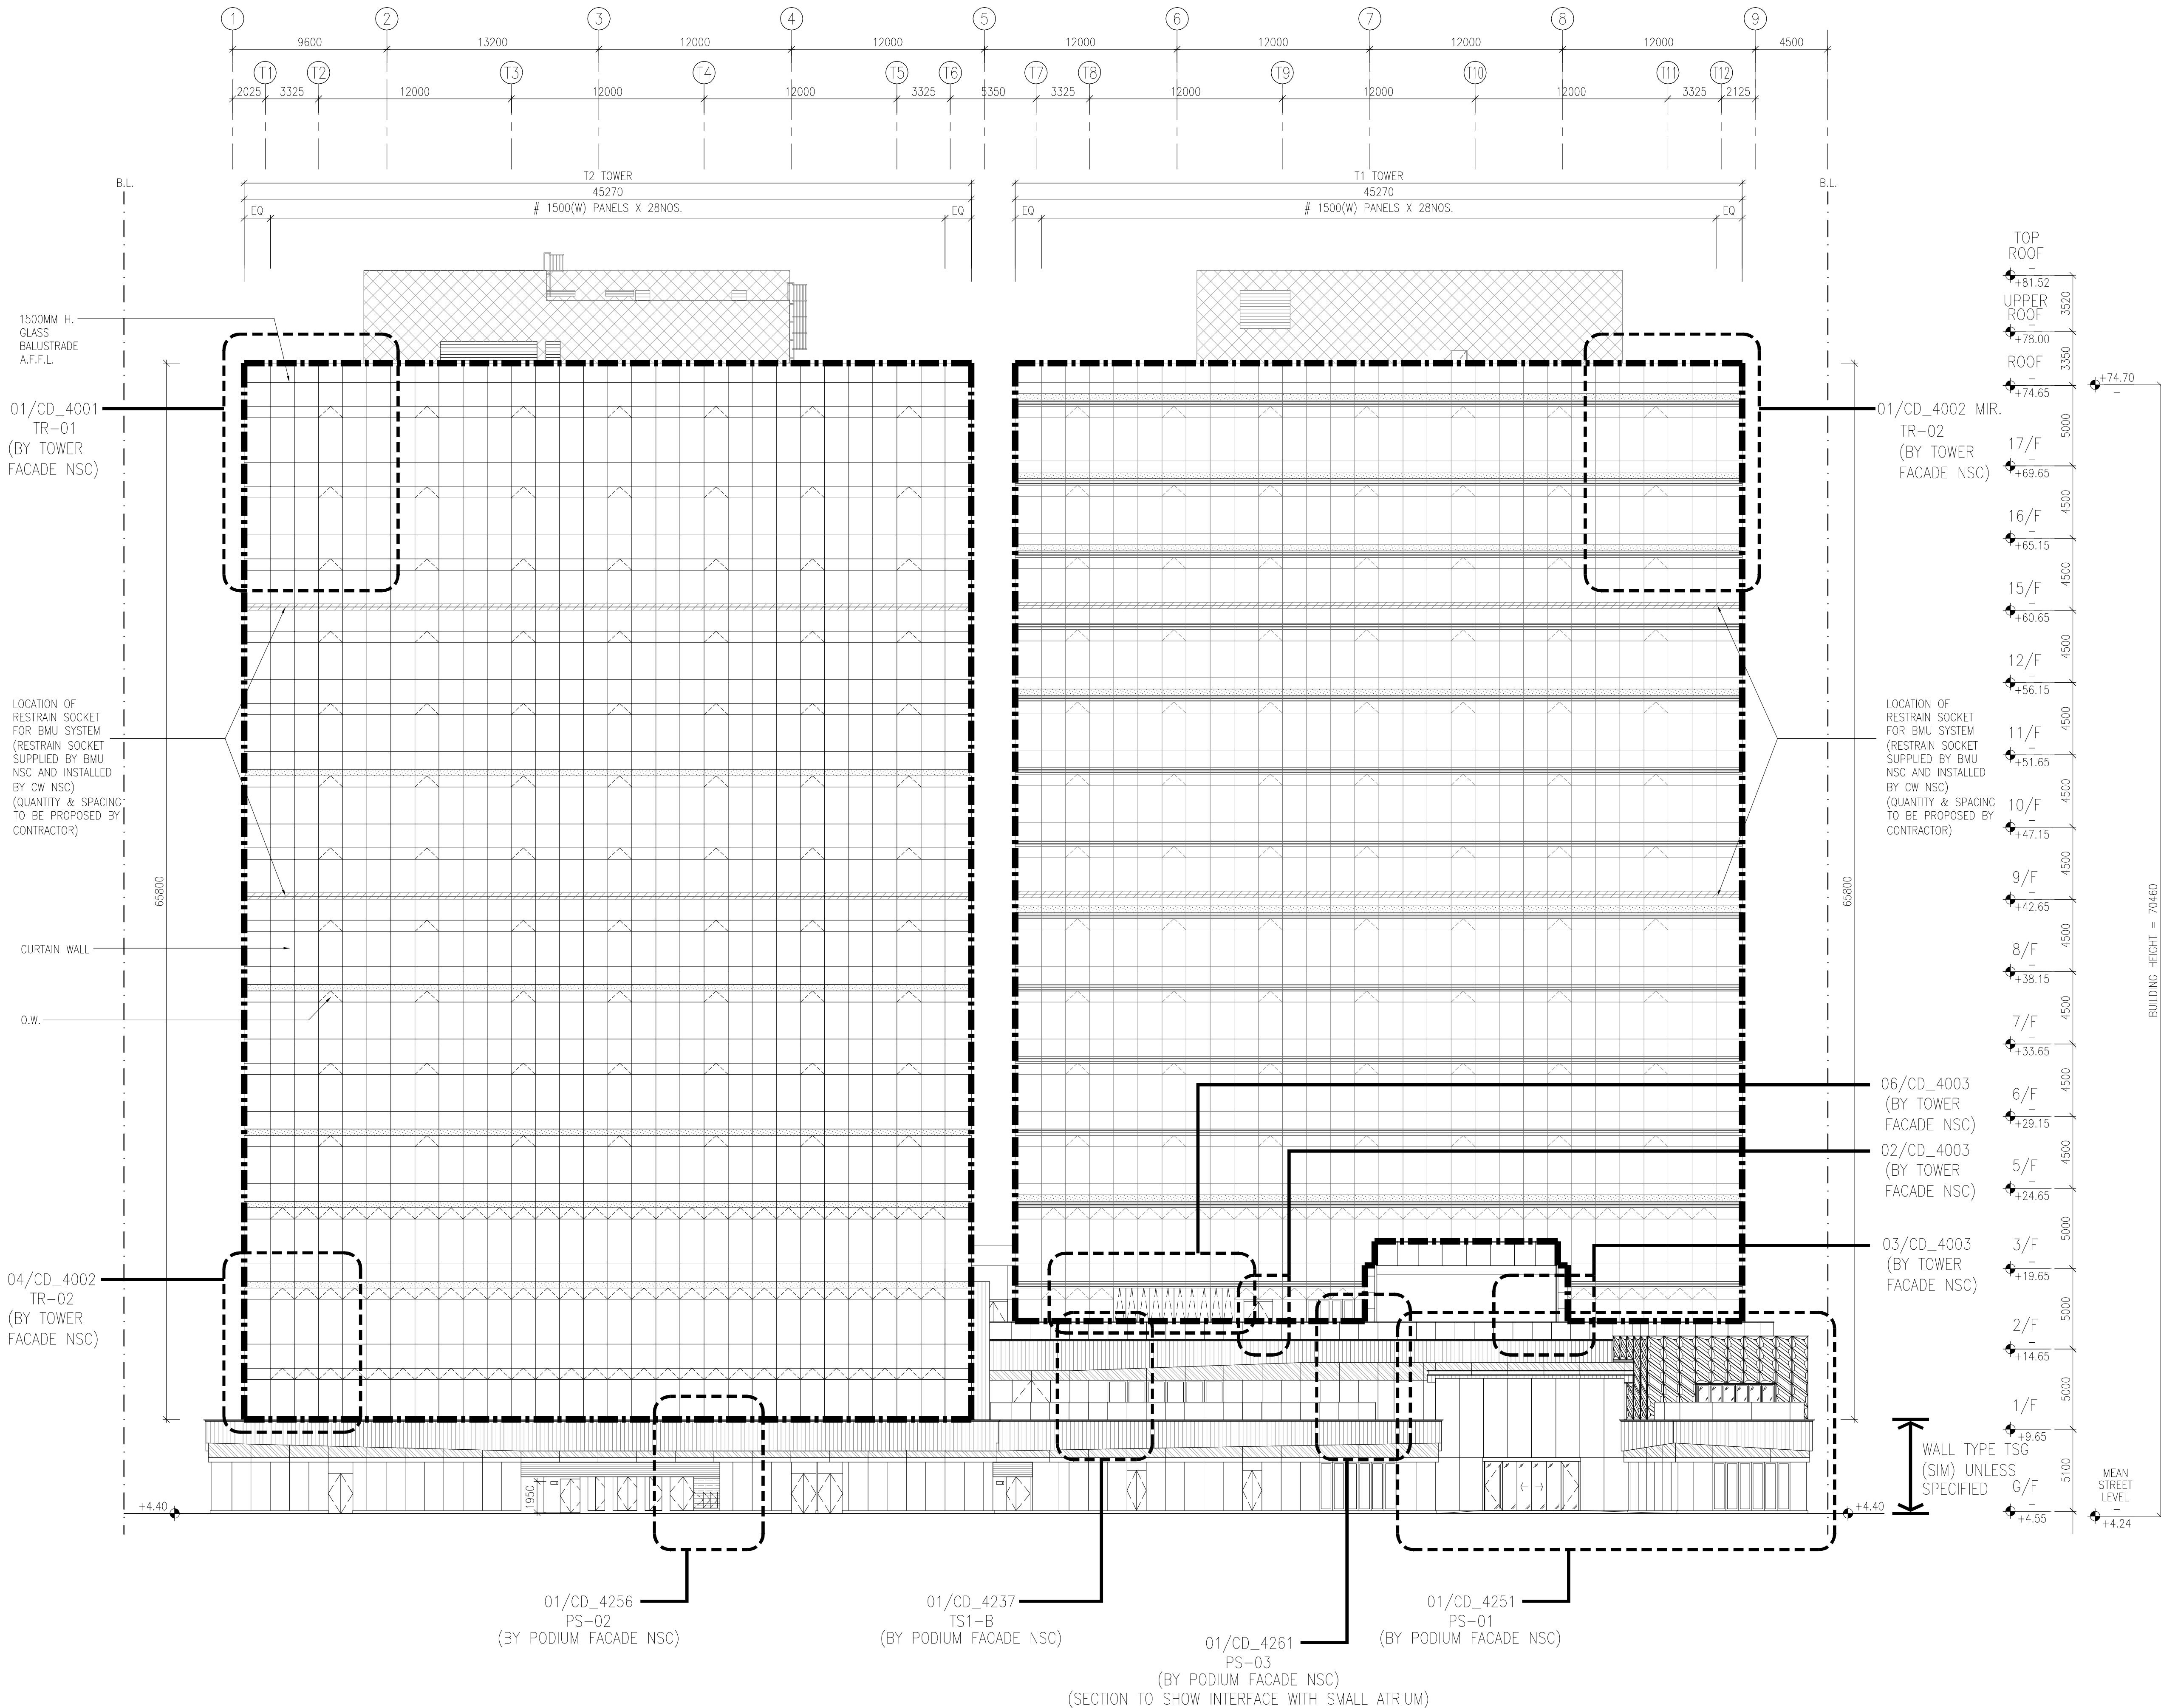 1 2 3 4 5 6 7 8 9
9600 13200 12000 12000 12000 12000 12000 12000 4500
T1 T2 T3 T4 T5 T6 T7 T8 T9 T10 T11 T12
2025 3325 12000 12000 12000 3325 5350 3325 12000 12000 12000 3325 2125
B.L.
T2 TOWER
45270
EQ # 1500(W) PANELS X 28NOS. EQ
T1 TOWER
45270
EQ # 1500(W) PANELS X 28NOS. EQ
B.L.
1500MM H.
GLASS
BALUSTRADE
A.F.F.L.
01/CD_4001
TR-01
(BY TOWER
FACADE NSC)
LOCATION OF
RESTRAIN SOCKET
FOR BMU SYSTEM
(RESTRAIN SOCKET
SUPPLIED BY BMU
NSC AND INSTALLED
BY CW NSC)
(QUANTITY & SPACING
TO BE PROPOSED BY
CONTRACTOR)
65800
CURTAIN WALL
O.W.
04/CD_4002
TR-02
(BY TOWER
FACADE NSC)
+4.40
1950
01/CD_4256
PS-02
(BY PODIUM FACADE NSC)
01/CD_4237
TS1-B
(BY PODIUM FACADE NSC)
01/CD_4261
PS-03
(BY PODIUM FACADE NSC)
(SECTION TO SHOW INTERFACE WITH SMALL ATRIUM)
01/CD_4251
PS-01
(BY PODIUM FACADE NSC)
01/CD_4002 MIR.
TR-02
(BY TOWER
FACADE NSC)
LOCATION OF
RESTRAIN SOCKET
FOR BMU SYSTEM
(RESTRAIN SOCKET
SUPPLIED BY BMU
NSC AND INSTALLED
BY CW NSC)
(QUANTITY & SPACING
TO BE PROPOSED BY
CONTRACTOR)
65800
06/CD_4003
(BY TOWER
FACADE NSC)
02/CD_4003
(BY TOWER
FACADE NSC)
03/CD_4003
(BY TOWER
FACADE NSC)
WALL TYPE TSG
(SIM) UNLESS
SPECIFIED
+4.40
TOP
ROOF
+81.52
3520
UPPER
ROOF
+78.00
3350
ROOF
+74.65
5000
17/F
+69.65
4500
16/F
+65.15
4500
15/F
+60.65
4500
12/F
+56.15
4500
11/F
+51.65
4500
10/F
+47.15
4500
9/F
+42.65
4500
8/F
+38.15
4500
7/F
+33.65
4500
6/F
+29.15
4500
5/F
+24.65
5000
3/F
+19.65
5000
2/F
+14.65
5000
1/F
+9.65
5100
G/F
+4.55
+74.70
BUILDING HEIGHT = 70460
MEAN
STREET
LEVEL
+4.24